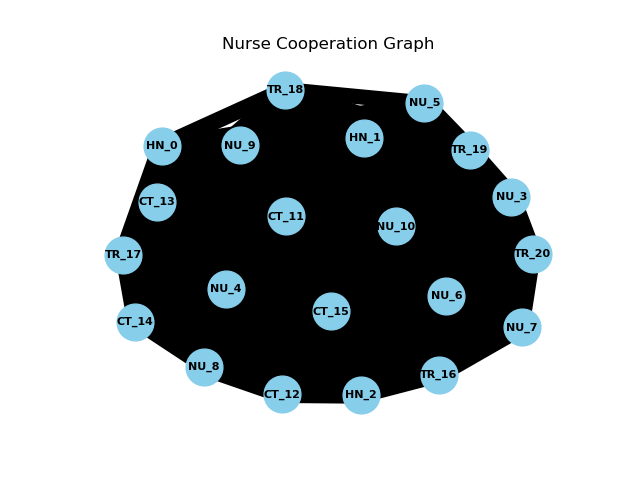 Nurse Cooperation Graph
TR_18
NU_5
HN_1
HN_0
NU_9
TR_19
NU_3
CT_13
CT_11
NU_10
TR_17
TR_20
NU_4
NU_6
CT_15
CT_14
NU_7
NU_8
TR_16
CT_12
HN_2